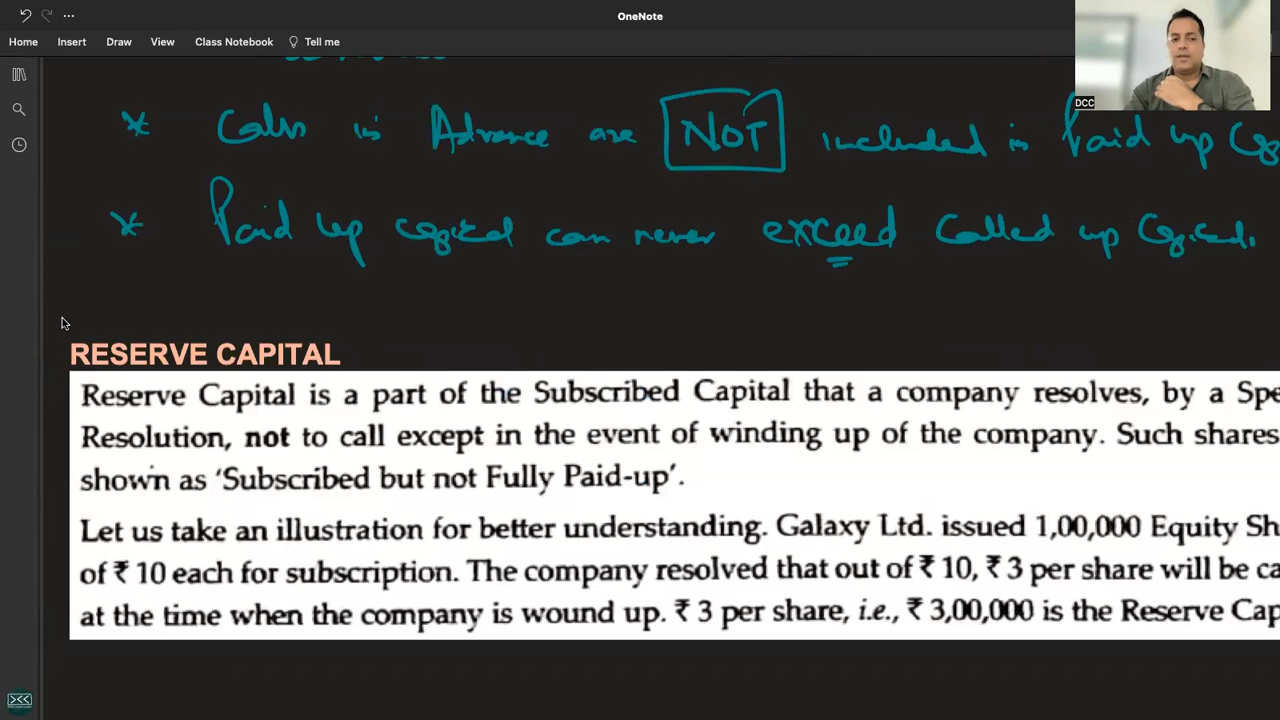 OneNote
Home Insert Draw View Class Notebook Tell me
DCC
* Calls in Advance are NOT included in Paid up
* Paid up capital can never exceed Called up Capital.
RESERVE CAPITAL
Reserve Capital is a part of the Subscribed Capital that a company resolves, by a Spe
Resolution, not to call except in the event of winding up of the company. Such shares
shown as ‘Subscribed but not Fully Paid-up’.
Let us take an illustration for better understanding. Galaxy Ltd. issued 1,00,000 Equity Sh
of ₹ 10 each for subscription. The company resolved that out of ₹ 10, ₹ 3 per share will be ca
at the time when the company is wound up. ₹ 3 per share, i.e., ₹ 3,00,000 is the Reserve Cap